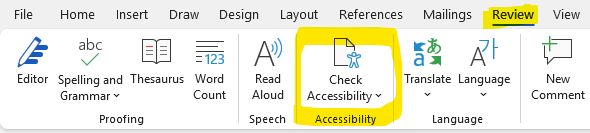 File Home Insert Draw Design Layout References Mailings Review View
abc
123
A
Editor Spelling and Grammar Thesaurus Word Count Read Aloud Check Accessibility Translate Language New Comment
Proofing Speech Accessibility Language